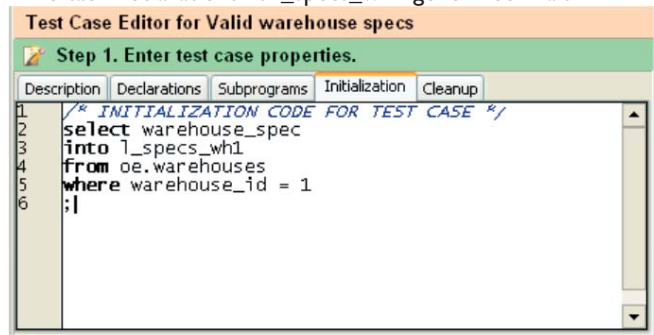 Test Case Editor for Valid warehouse specs
Step 1. Enter test case properties.
Description Declarations Subprograms Initialization Cleanup
1 /* INITIALIZATION CODE FOR TEST CASE */
2 select warehouse_spec
3 into l_specs_wh1
4 from oe.warehouses
5 where warehouse_id = 1
6 ;